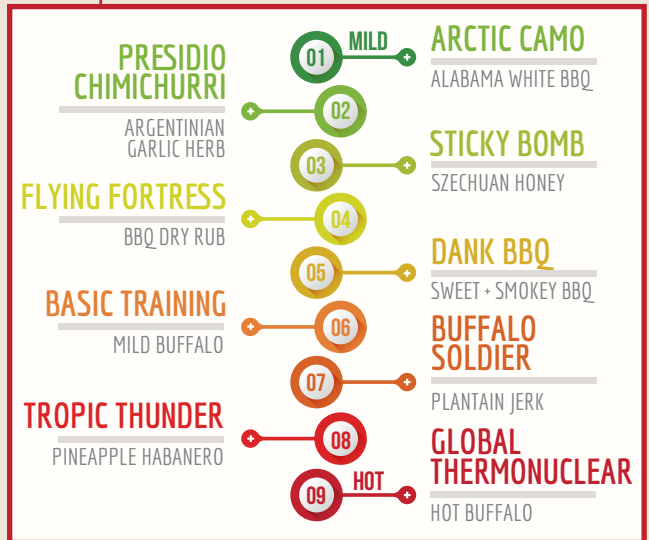 01
MILD
ARCTIC CAMO
ALABAMA WHITE BBQ
PRESIDIO
CHIMICHURRI
ARGENTINIAN
GARLIC HERB
02
03
STICKY BOMB
SZECHUAN HONEY
FLYING FORTRESS
BBQ DRY RUB
04
05
DANK BBQ
SWEET + SMOKEY BBQ
BASIC TRAINING
MILD BUFFALO
06
07
BUFFALO
SOLDIER
PLANTAIN JERK
TROPIC THUNDER
PINEAPPLE HABANERO
08
09
HOT
GLOBAL
THERMONUCLEAR
HOT BUFFALO